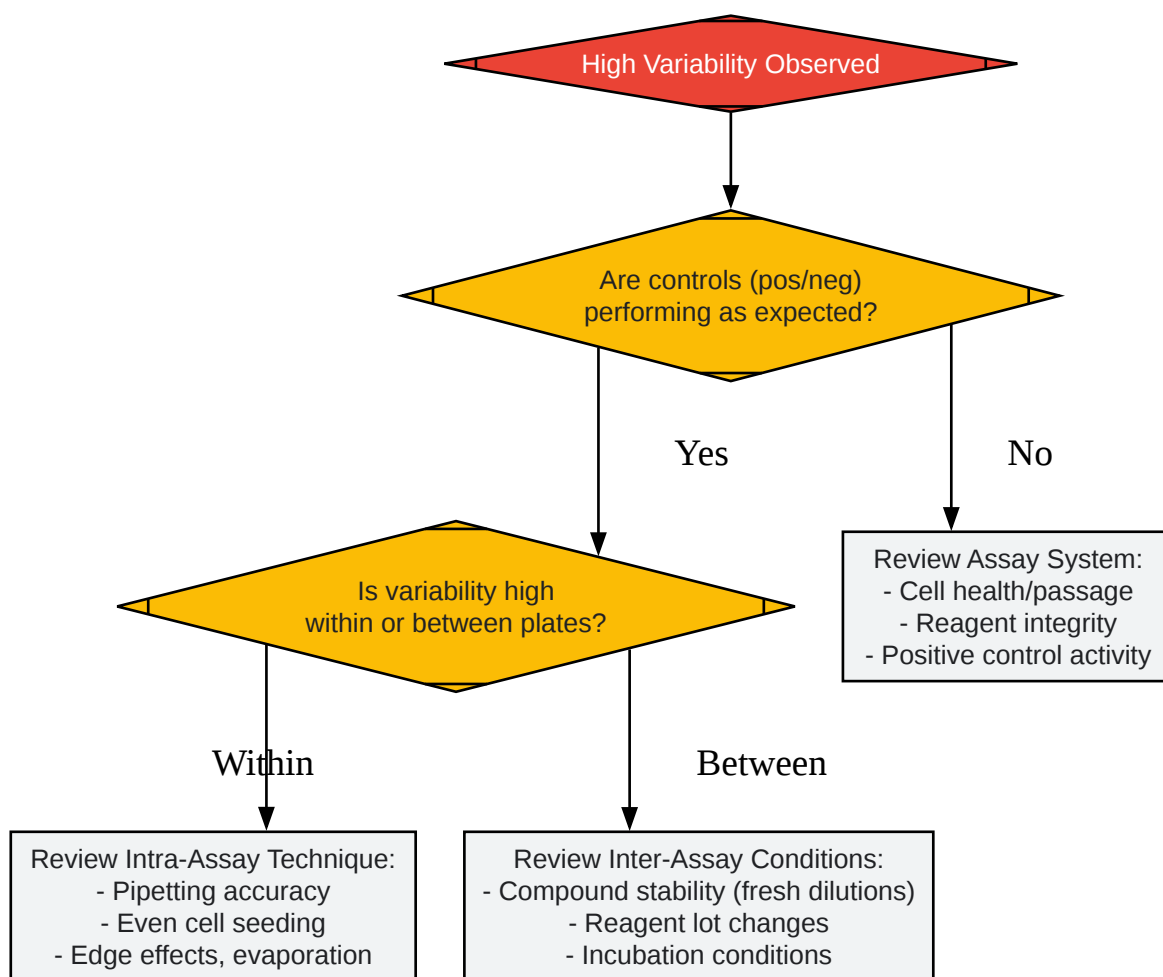 High Variability Observed
Are controls (pos/neg)
performing as expected?
Yes
No
Is variability high
within or between plates?
Review Assay System:
- Cell health/passage
- Reagent integrity
- Positive control activity
Within
Between
Review Intra-Assay Technique:
- Pipetting accuracy
- Even cell seeding
- Edge effects, evaporation
Review Inter-Assay Conditions:
- Compound stability (fresh dilutions)
- Reagent lot changes
- Incubation conditions